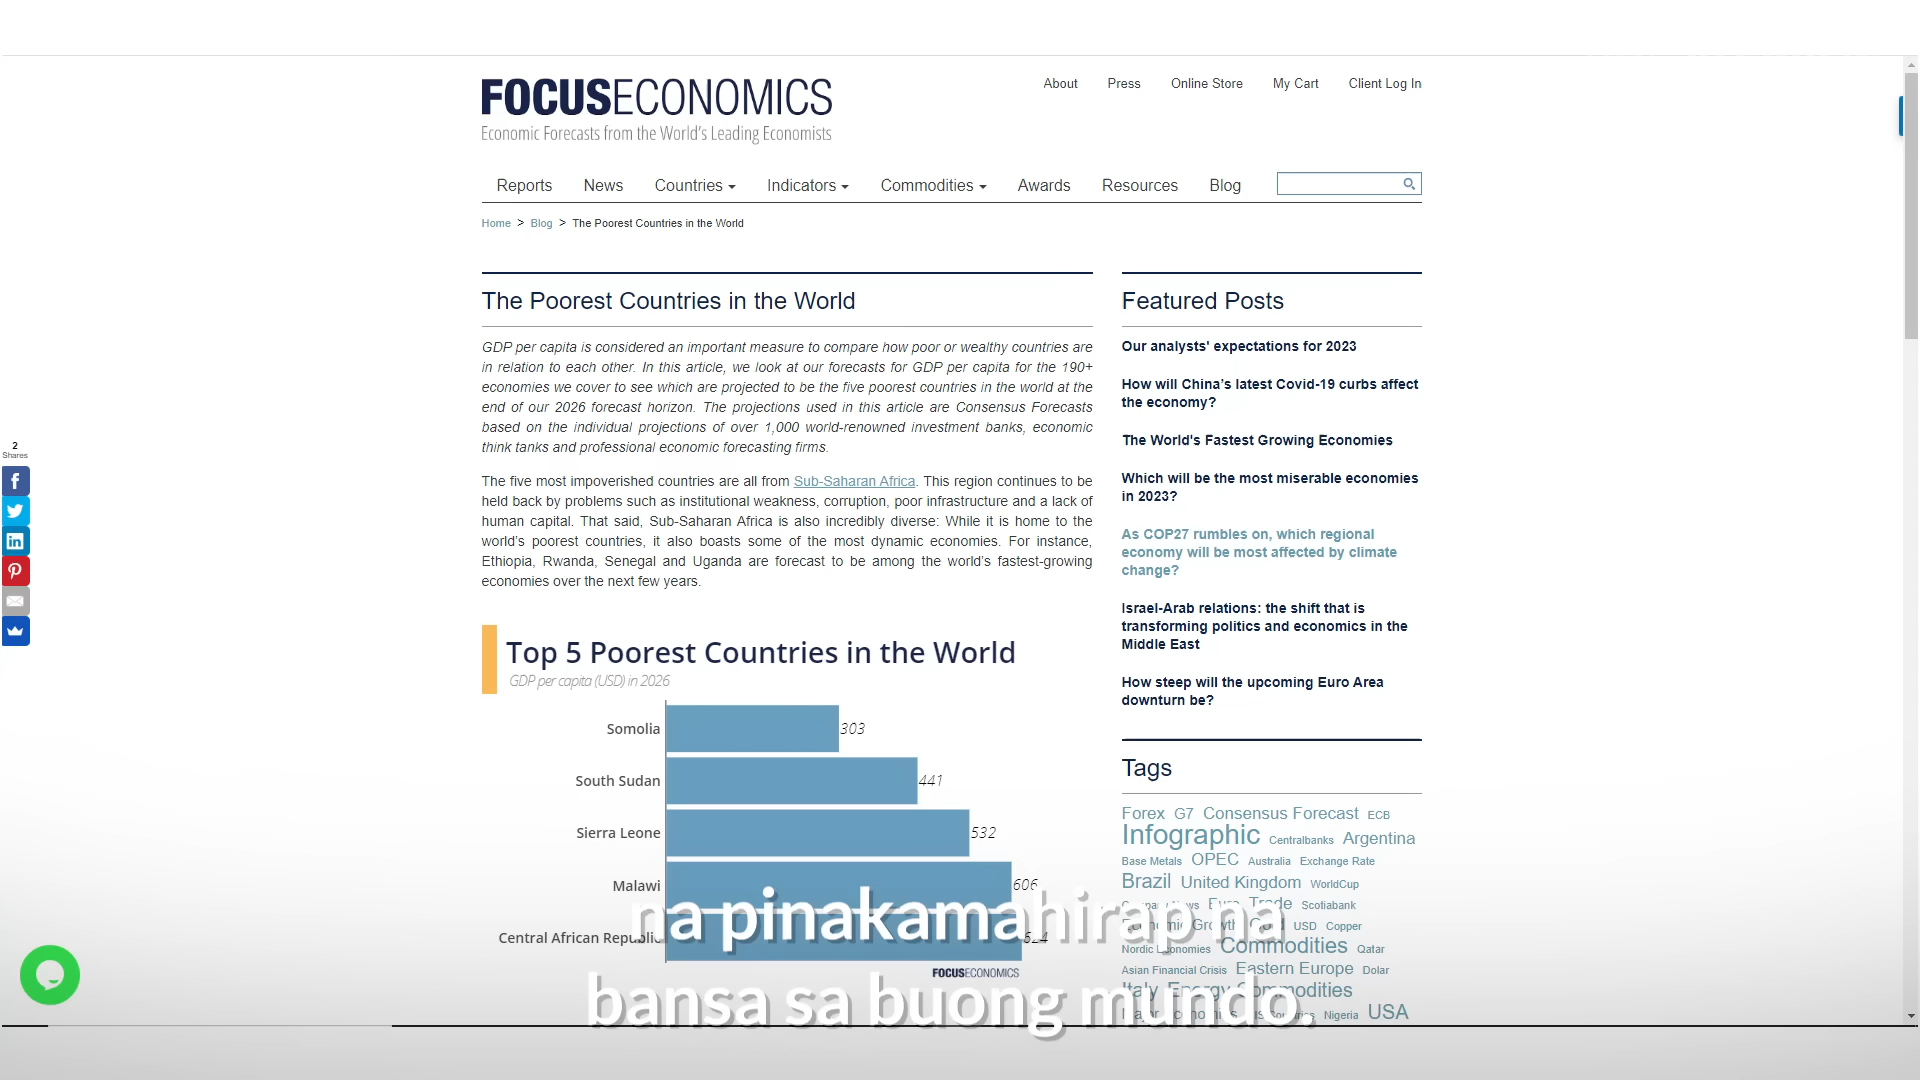 FOCUSECONOMICS
Economic Forecasts from the World's Leading Economists
About Press Online Store My Cart Client Log In
Reports News Countries Indicators Commodities Awards Resources Blog
Home > Blog > The Poorest Countries in the World
The Poorest Countries in the World
GDP per capita is considered an important measure to compare how poor or wealthy countries are
in relation to each other. In this article, we look at our forecasts for GDP per capita for the 190+
economies we cover to see which are projected to be the five poorest countries in the world at the
end of our 2026 forecast horizon. The projections used in this article are Consensus Forecasts
based on the individual projections of over 1,000 world-renowned investment banks, economic
think tanks and professional economic forecasting firms.
The five most impoverished countries are all from Sub-Saharan Africa. This region continues to be
held back by problems such as institutional weakness, corruption, poor infrastructure and a lack of
human capital. That said, Sub-Saharan Africa is also incredibly diverse: While it is home to the
world's poorest countries, it also boasts some of the most dynamic economies. For instance,
Ethiopia, Rwanda, Senegal and Uganda are forecast to be among the world's fastest-growing
economies over the next few years.
2
Shares
Top 5 Poorest Countries in the World
GDP per capita (USD) in 2026
Somolia 303
South Sudan 441
Sierra Leone 532
Malawi 606
Central African Republic
FOCUSECONOMICS
Featured Posts
Our analysts' expectations for 2023
How will China's latest Covid-19 curbs affect
the economy?
The World's Fastest Growing Economies
Which will be the most miserable economies
in 2023?
As COP27 rumbles on, which regional
economy will be most affected by climate
change?
Israel-Arab relations: the shift that is
transforming politics and economics in the
Middle East
How steep will the upcoming Euro Area
downturn be?
Tags
Forex G7 Consensus Forecast ECB
Infographic Centralbanks Argentina
Base Metals OPEC Australia Exchange Rate
Brazil United Kingdom WorldCup
Euro Trade Scotiabank
Economic Growth Gold USD Copper
Nordic Economies Commodities Qatar
Asian Financial Crisis Eastern Europe Dolar
Italy Energy Commodities
Nigeria USA
na pinakamahirap na
bansa sa buong mundo.